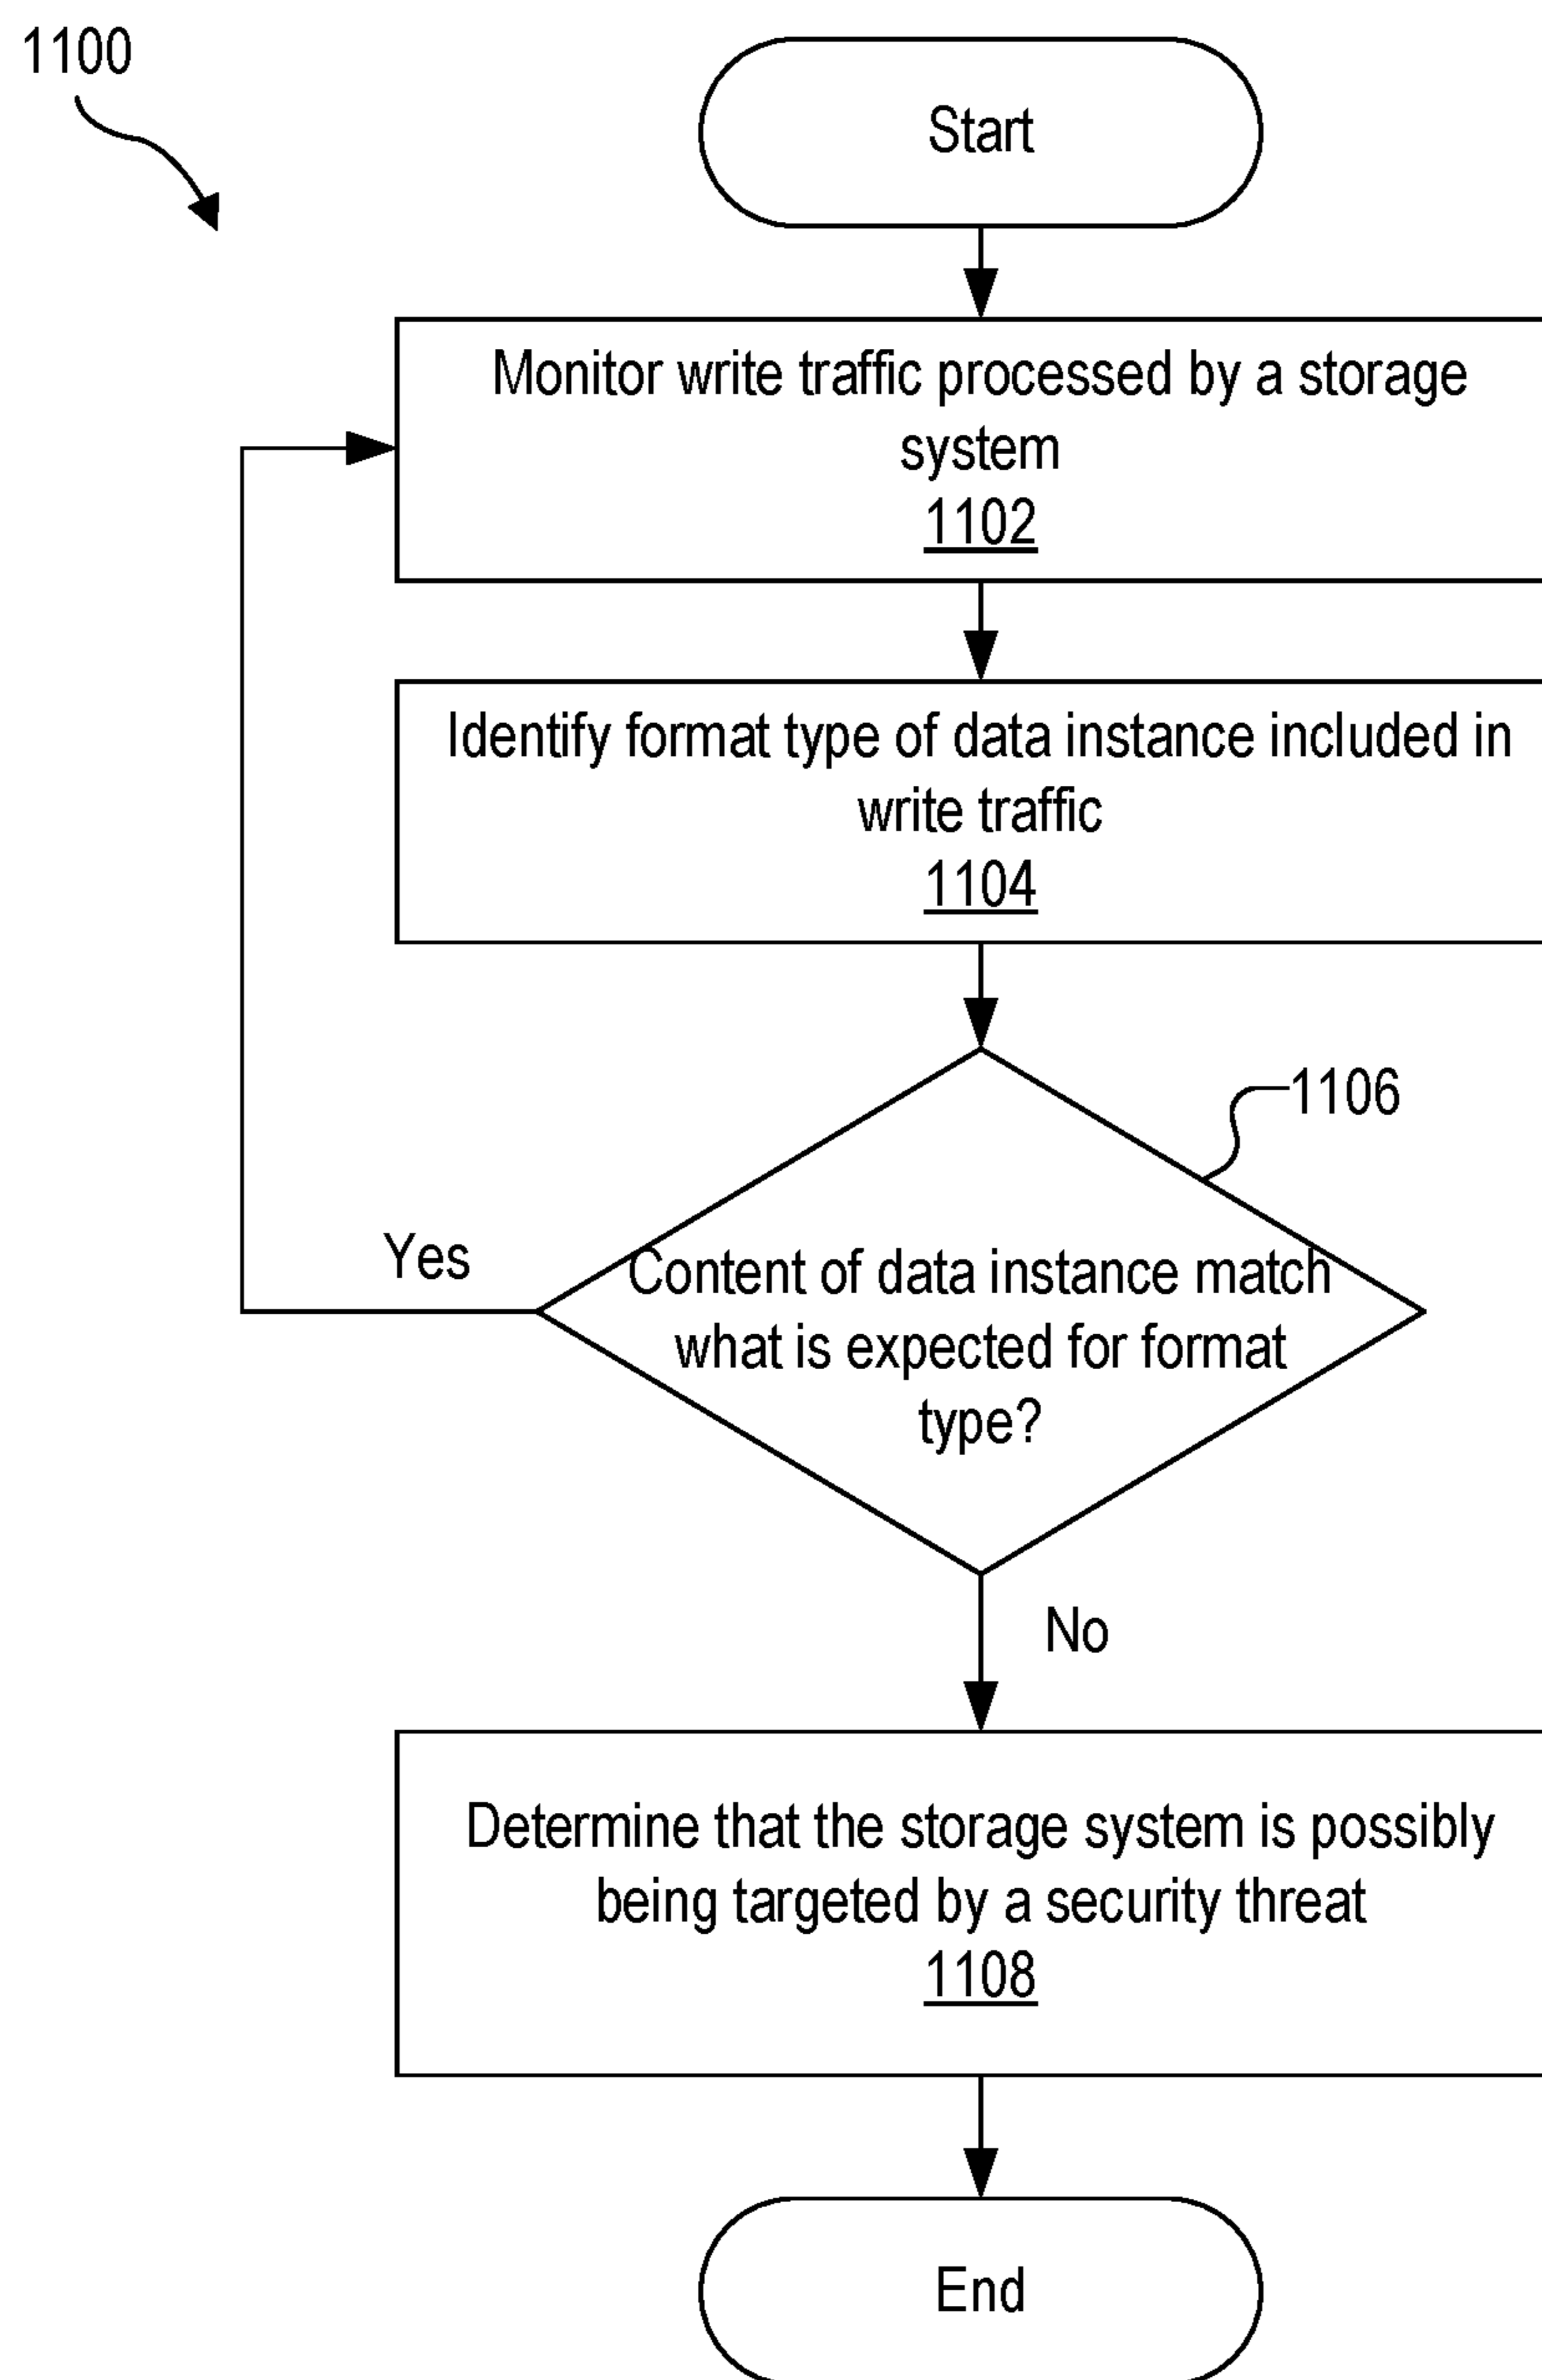 1100
Start
Monitor write traffic processed by a storage
system
1102
Identify format type of data instance included in
write traffic
1104
1106
Yes
Content of data instance match
what is expected for format
type?
No
Determine that the storage system is possibly
being targeted by a security threat
1108
End